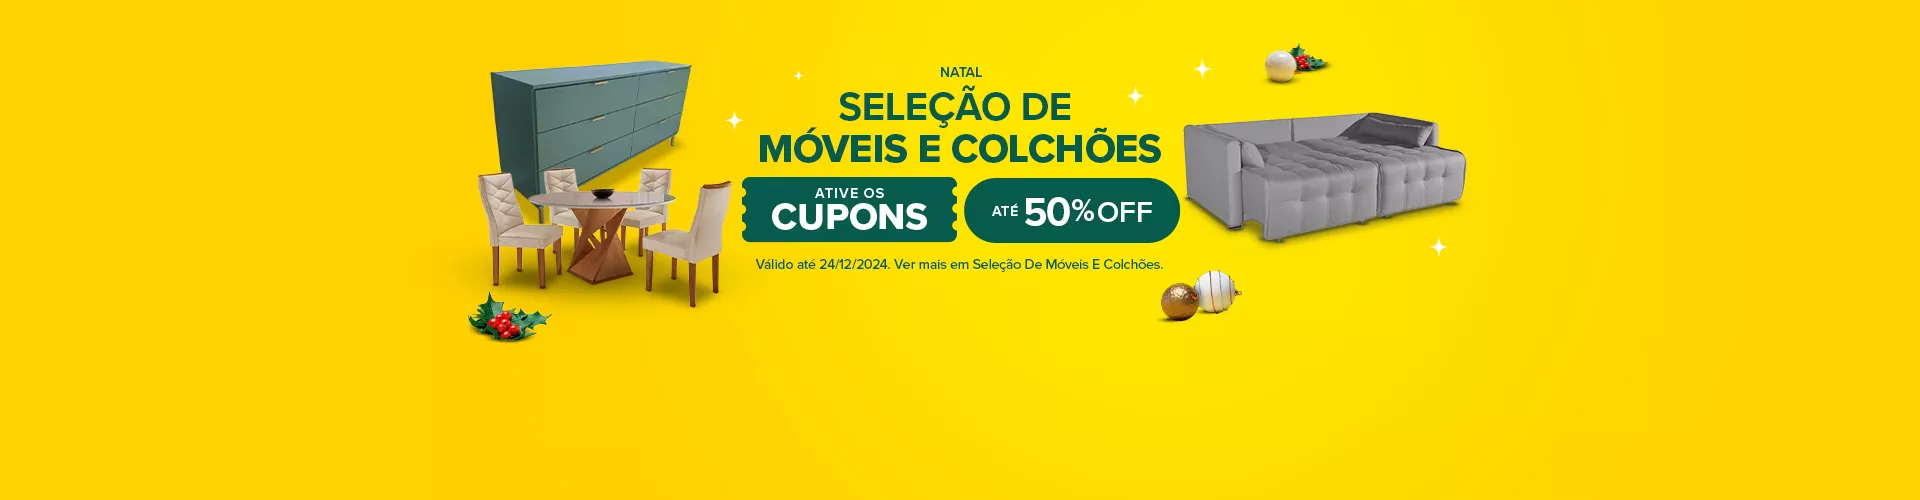 NATAL
SELEÇÃO DE
MÓVEIS E COLCHÕES
ATIVE OS
CUPONS
ATÉ 50% OFF
Válido até 24/12/2024. Ver mais em Seleção De Móveis E Colchões.